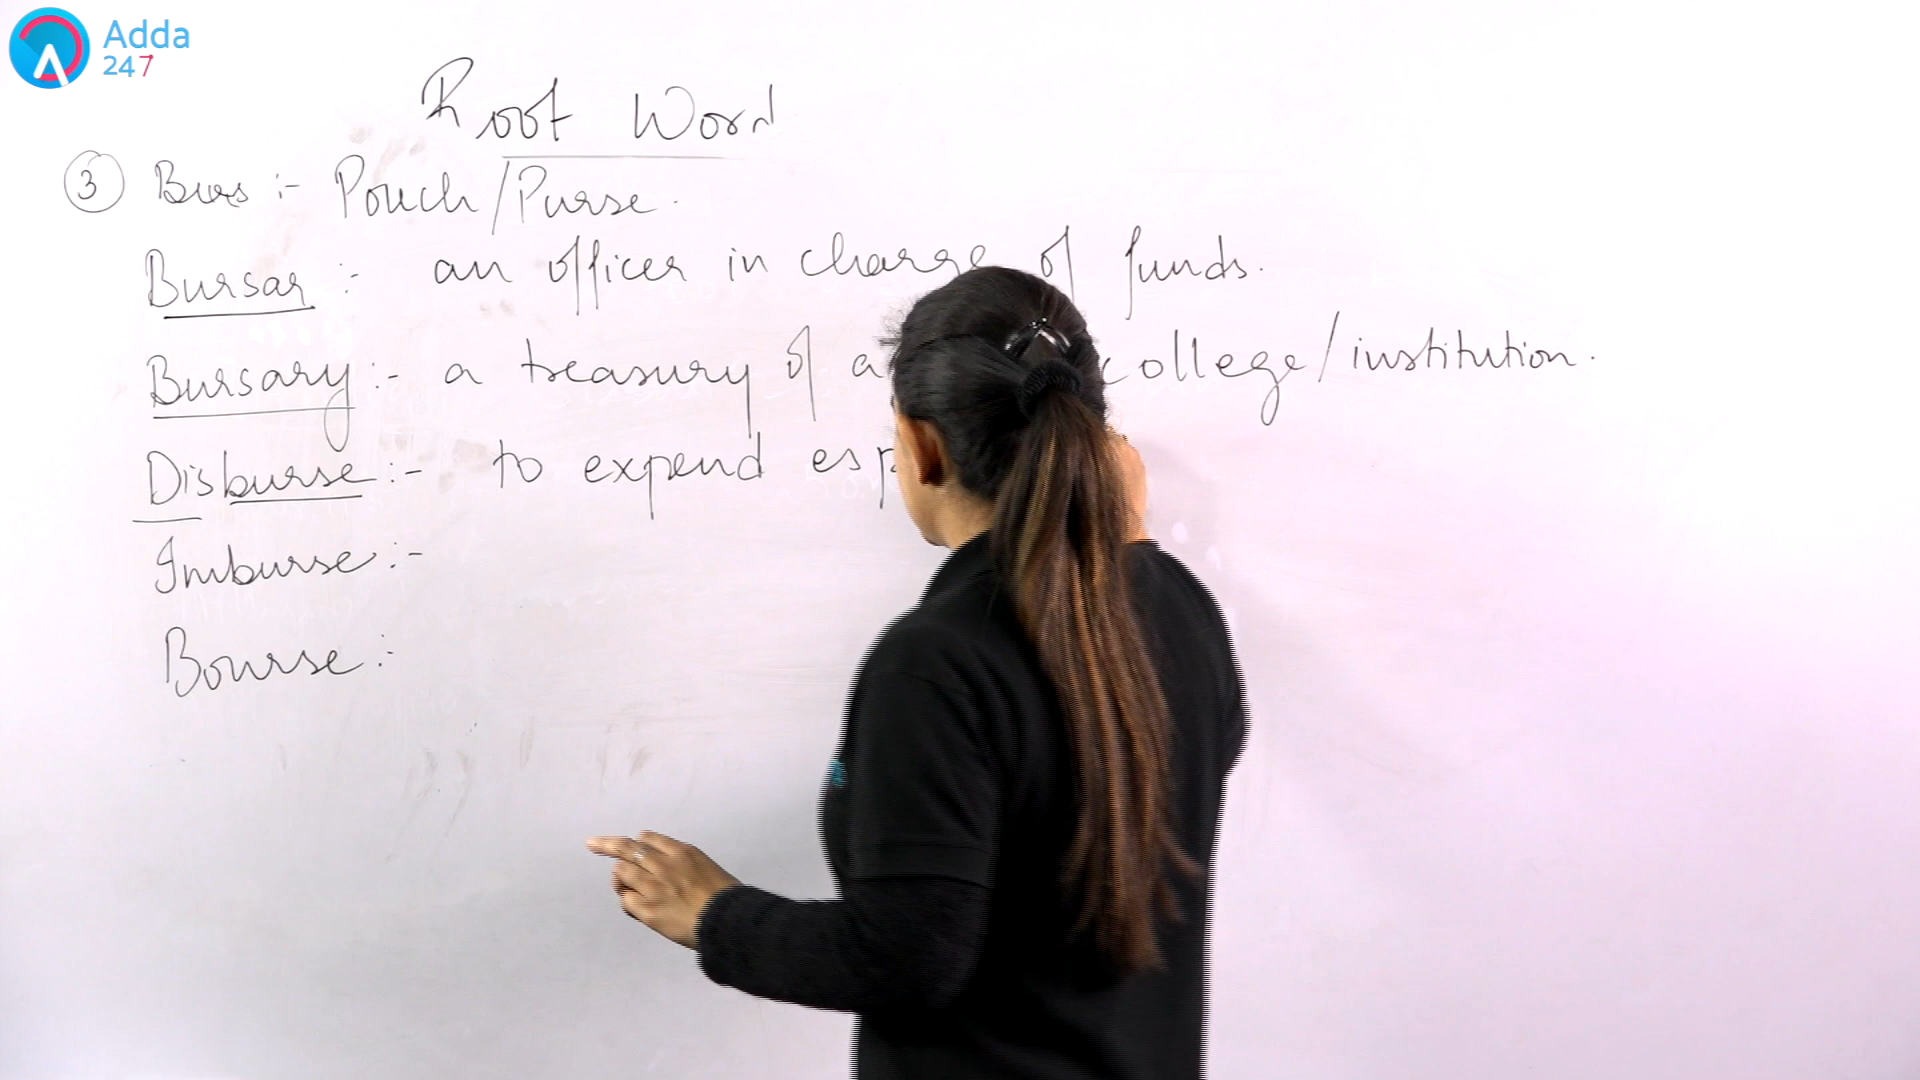 Adda
247
Root Word
3 Burs :- Pouch/Purse.
Bursar :- an officer in charge of funds.
Bursary :- a treasury of a college/institution.
Disburse :- to expend esp
Imburse :-
Bourse :-